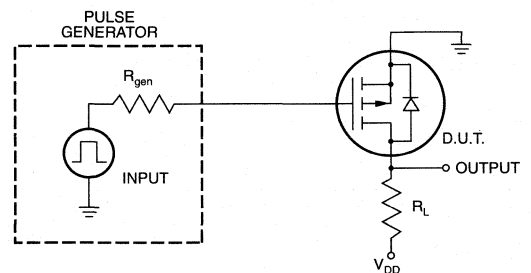 PULSE
GENERATOR
Rgen
D.U.T.
INPUT
OUTPUT
RL
VDD